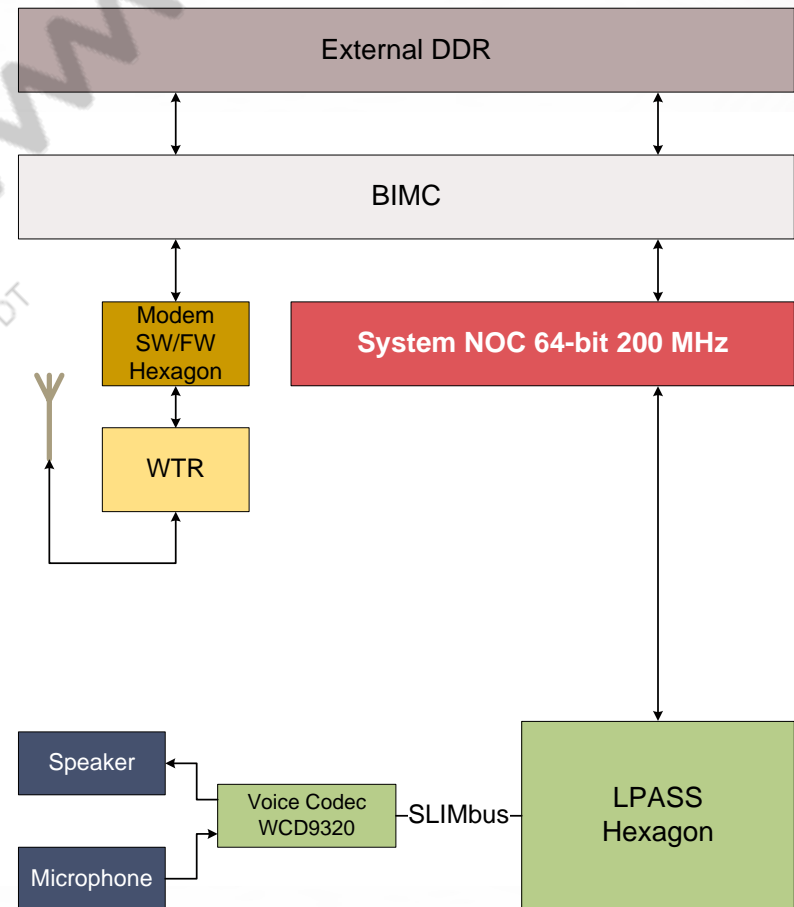 External DDR
BIMC
Modem
SW/FW
Hexagon
System NOC 64-bit 200 MHz
WTR
Speaker
Voice Codec
WCD9320
SLIMbus
LPASS
Hexagon
Microphone